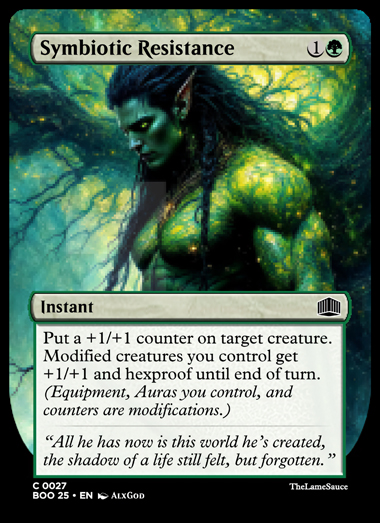 Symbiotic Resistance 1
Instant
Put a +1/+1 counter on target creature.
Modified creatures you control get
+1/+1 and hexproof until end of turn.
(Equipment, Auras you control, and
counters are modifications.)
“All he has now is this world he’s created,
the shadow of a life still felt, but forgotten.”
C 0027
BOO 25 • EN AlxGod
TheLameSauce